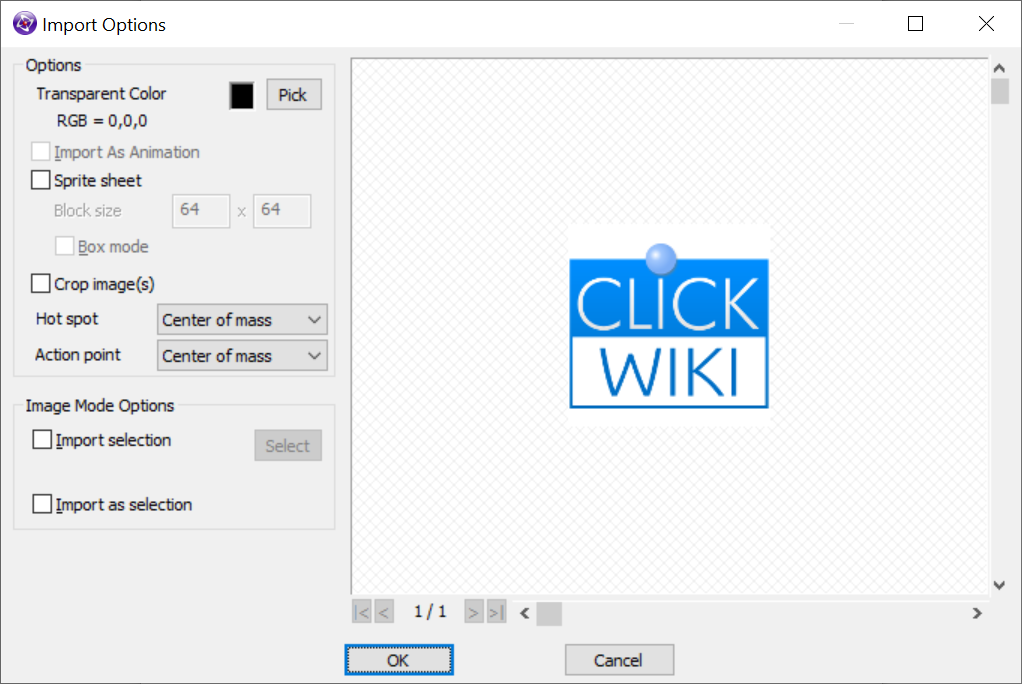 Import Options
Options
Transparent Color
Pick
RGB = 0,0,0
Import As Animation
Sprite sheet
Block size 64 x 64
Box mode
Crop image(s)
Hot spot Center of mass
Action point Center of mass
Image Mode Options
Import selection Select
Import as selection
CLICK
WIKI
|< < 1 / 1 > >|
OK Cancel